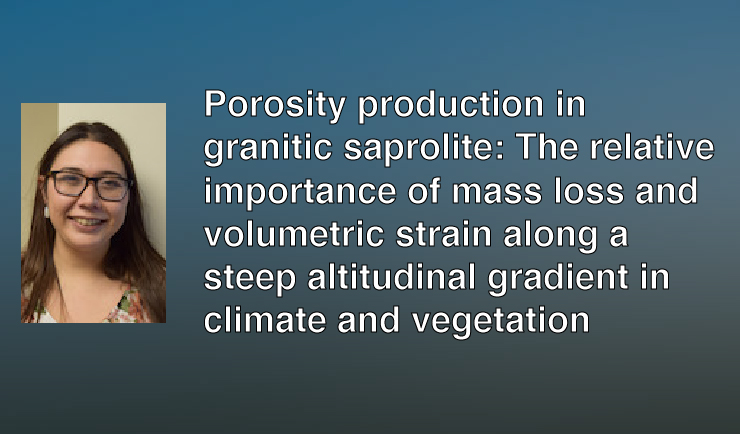 Porosity production in
granitic saprolite: The relative
importance of mass loss and
volumetric strain along a
steep altitudinal gradient in
climate and vegetation